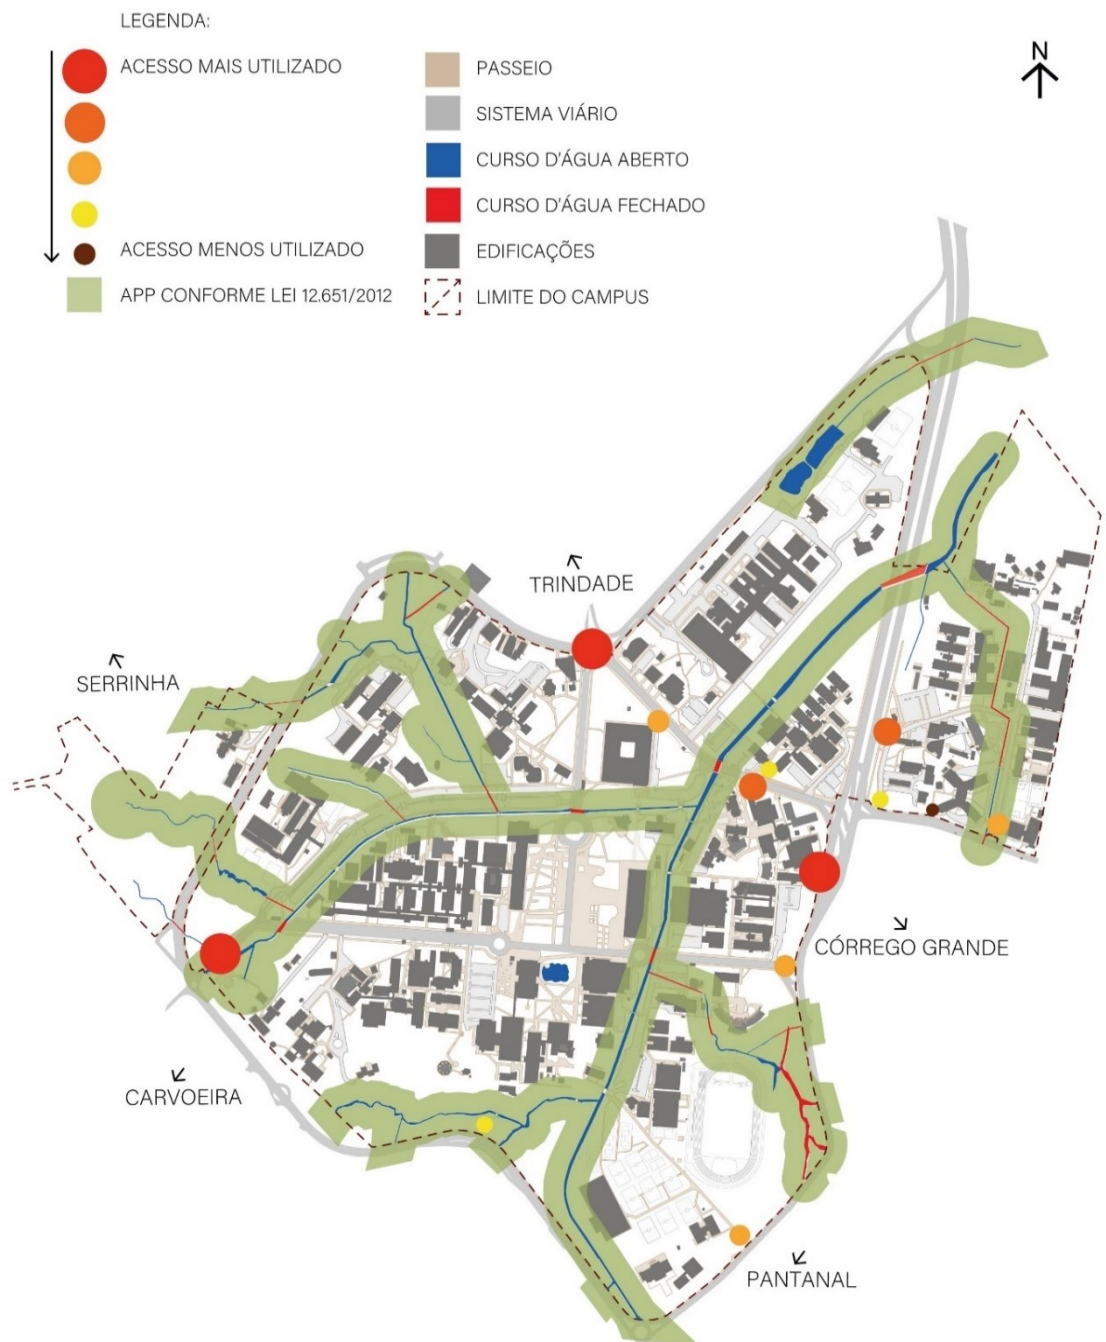 LEGENDA:
ACESSO MAIS UTILIZADO
ACESSO MENOS UTILIZADO
APP CONFORME LEI 12.651/2012
PASSEIO
SISTEMA VIÁRIO
CURSO D'ÁGUA ABERTO
CURSO D'ÁGUA FECHADO
EDIFICAÇÕES
LIMITE DO CAMPUS
N
TRINDADE
SERRINHA
CÓRREGO GRANDE
CARVOEIRA
PANTANAL